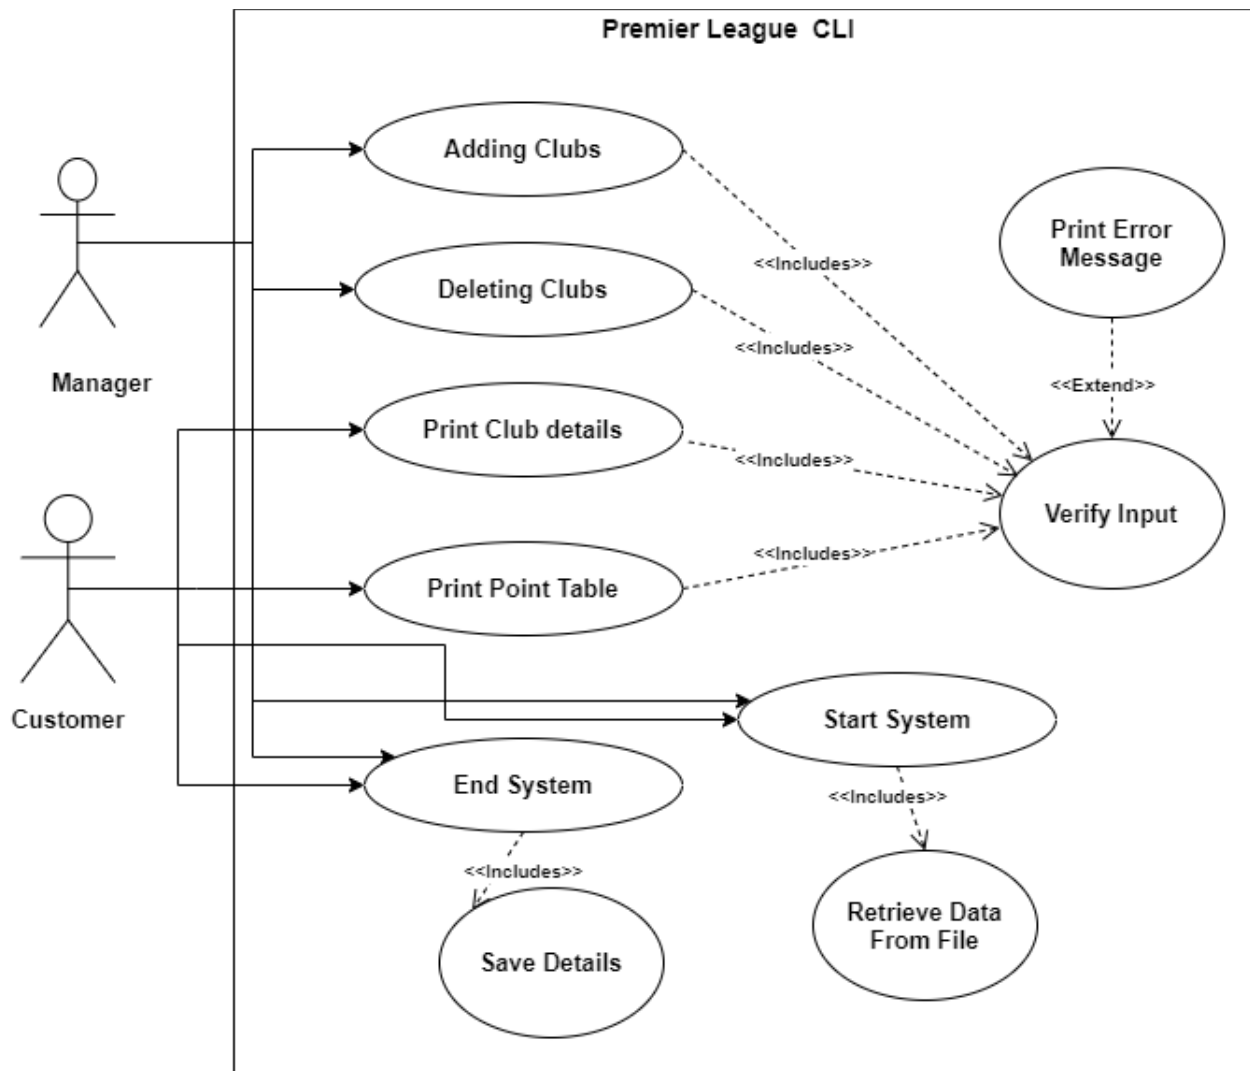 Premier League  CLI
Adding Clubs
Print Error
Message
<<Includes>>
Deleting Clubs
<<Includes>>
Manager
<<Extend>>
Print Club details
<<Includes>>
Verify Input
<<Includes>>
Print Point Table
Customer
Start System
End System
<<Includes>>
<<Includes>>
Retrieve Data
From File
Save Details